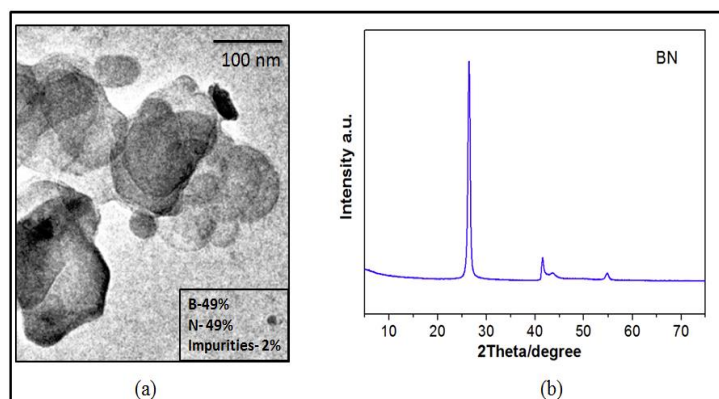 100 nm
B-49%
N- 49%
Impurities- 2%
(a)
BN
Intensity a.u.
10 20 30 40 50 60 70
2Theta/degree
(b)